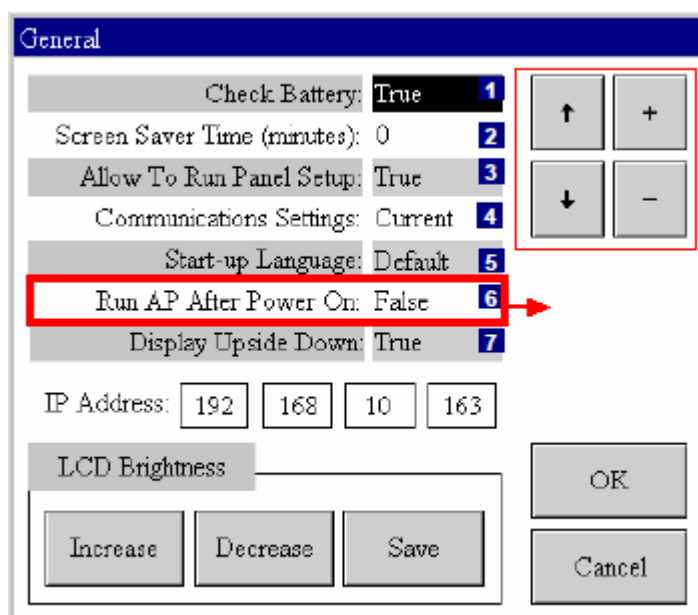 General
Check Battery: True 1
Screen Saver Time (minutes): 0 2
Allow To Run Panel Setup: True 3
Communications Settings: Current 4
Start-up Language: Default 5
Run AP After Power On: False 6
Display Upside Down: True 7
↑ +
↓ −
IP Address: 192 168 10 163
LCD Brightness
Increase Decrease Save
OK
Cancel